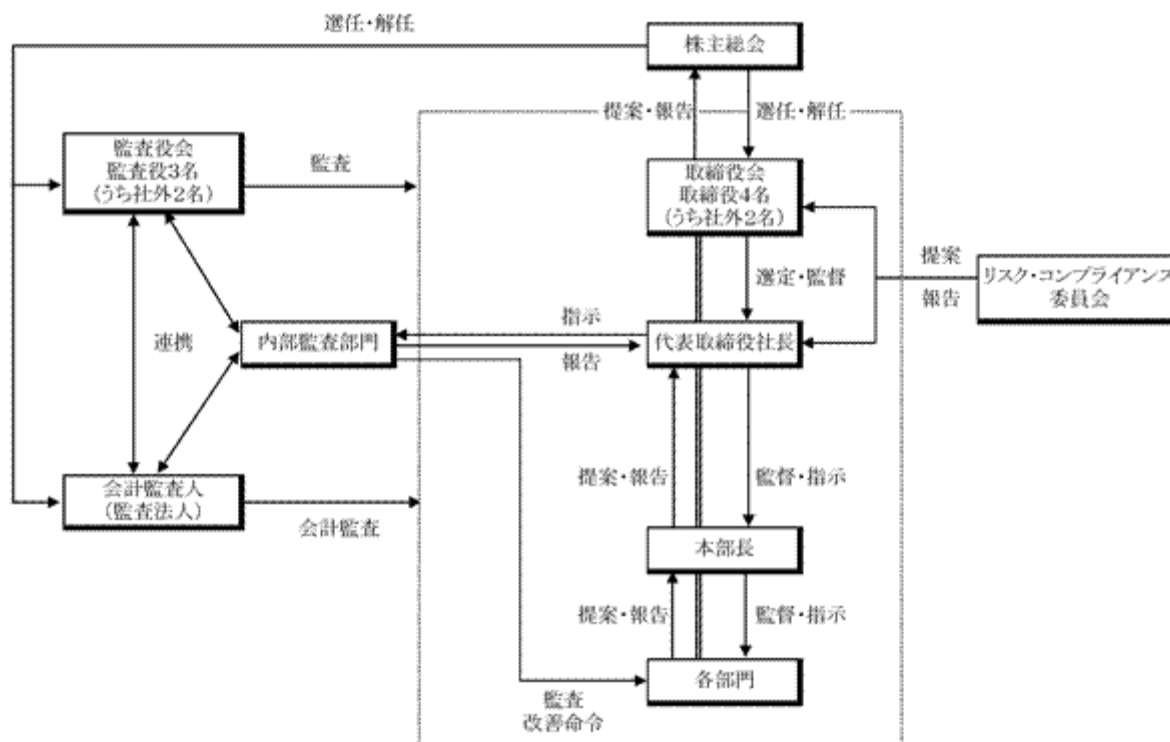 選任・解任
株主総会
提案・報告
選任・解任
監査役会
監査役3名
(うち社外2名)
監査
取締役会
取締役4名
(うち社外2名)
選定・監督
提案
報告
リスク・コンプライアンス
委員会
連携
内部監査部門
指示
報告
代表取締役社長
提案・報告
監督・指示
会計監査人
(監査法人)
会計監査
本部長
提案・報告
監督・指示
各部門
監査
改善命令